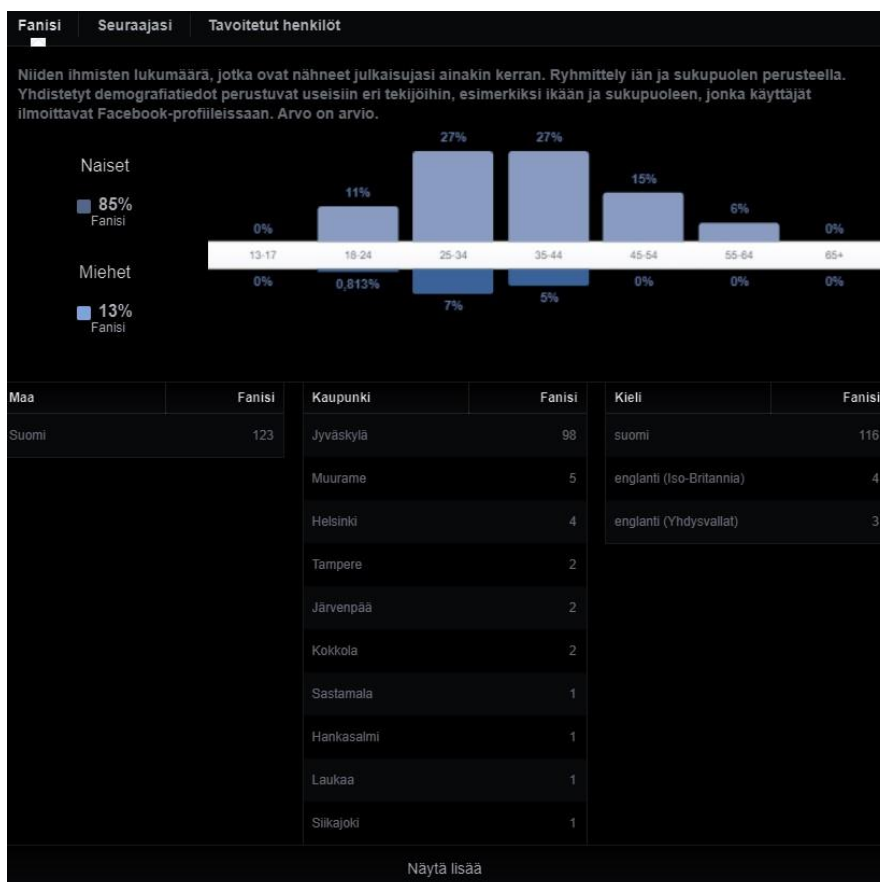 Fanisi Seuraajasi Tavoitetut henkilöt
Niiden ihmisten lukumäärä, jotka ovat nähneet julkaisujasi ainakin kerran. Ryhmittely iän ja sukupuolen perusteella.
Yhdistetyt demografiatiedot perustuvat useisiin eri tekijöihin, esimerkiksi ikään ja sukupuoleen, jonka käyttäjät
ilmoittavat Facebook-profiileissaan. Arvo on arvio.
Naiset
85%
Fanisi
0% 11% 27% 27% 15% 6% 0%
13-17 18-24 25-34 35-44 45-54 55-64 65+
Miehet
13%
Fanisi
0% 0,813% 7% 5% 0% 0% 0%
Maa Fanisi Kaupunki Fanisi Kieli Fanisi
Suomi 123 Jyväskylä 98 suomi 116
Muurame 5 englanti (Iso-Britannia) 4
Helsinki 4 englanti (Yhdysvallat) 3
Tampere 2
Järvenpää 2
Kokkola 2
Sastamala 1
Hankasalmi 1
Laukaa 1
Siikajoki 1
Näytä lisää